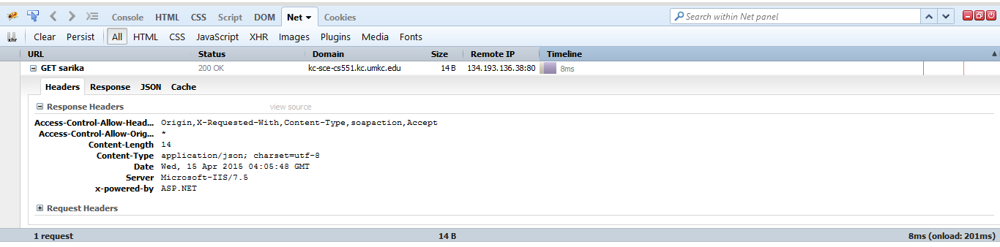 Console HTML CSS Script DOM Net Cookies Search within Net panel
xhr Clear Persist All HTML CSS JavaScript XHR Images Plugins Media Fonts
URL Status Domain Size Remote IP Timeline
GET sarika 200 OK kc-sce-cs551.kc.umkc.edu 14 B 134.193.136.38:80 8ms
Headers Response JSON Cache
Response Headers view source
Access-Control-Allow-Head... Origin,X-Requested-With,Content-Type,soapaction,Accept
Access-Control-Allow-Orig... *
Content-Length 14
Content-Type application/json; charset=utf-8
Date Wed, 15 Apr 2015 04:05:48 GMT
Server Microsoft-IIS/7.5
x-powered-by ASP.NET
Request Headers
1 request 14 B 8ms (onload: 201ms)